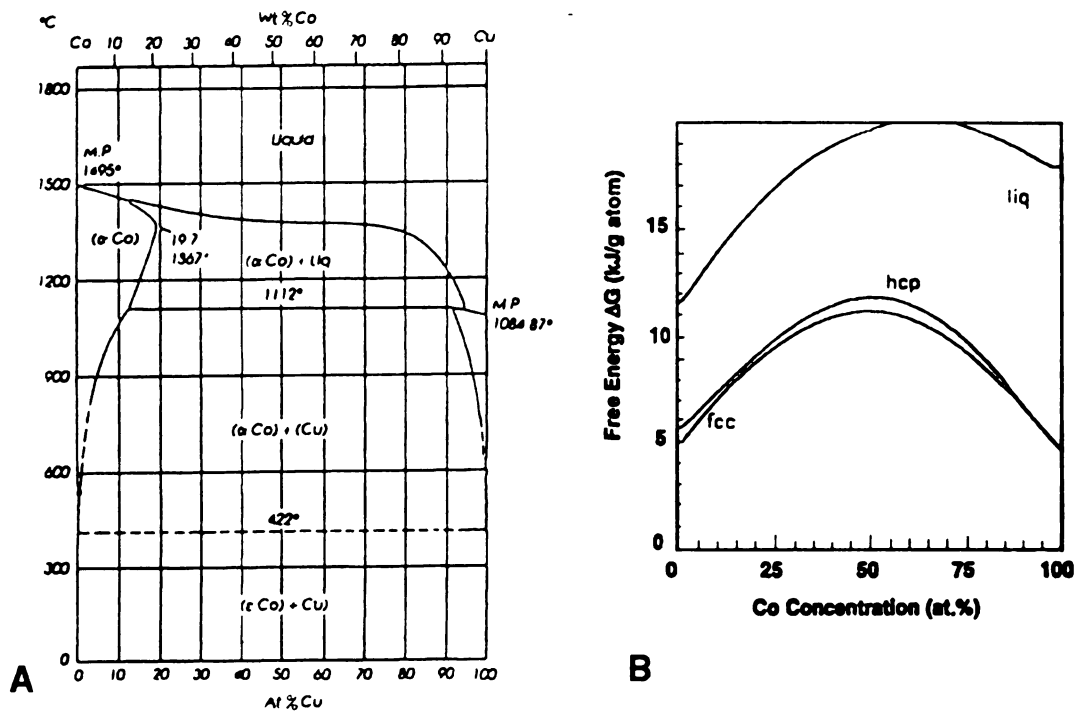 °C
Wt %Co
Co 10 20 30 40 50 60 70 80 90 Cu
1800
1500
1200
900
600
300
0
Liquid
M.P
1495°
(α Co)
19.7
1367°
(α Co) + Liq
1112°
M.P
1084.87°
(α Co) + (Cu)
422°
(ε Co) + Cu)
0 10 20 30 40 50 60 70 80 90 100
At %Cu
A
Free Energy ΔG (kJ/g atom)
15
10
5
0
liq
hcp
fcc
0 25 50 75 100
Co Concentration (at.%)
B